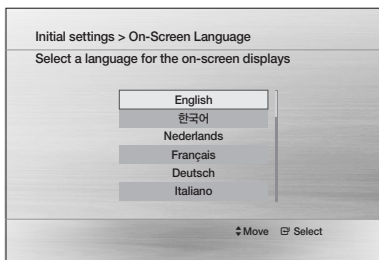 Initial settings > On-Screen Language
Select a language for the on-screen displays
English
한국어
Nederlands
Français
Deutsch
Italiano
Move Select